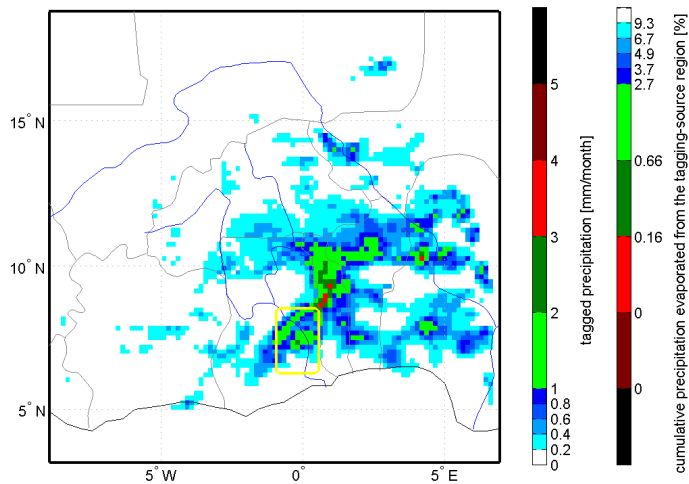 15° N
10° N
5° N
5° W
0°
5° E
5
4
3
2
1
0.8
0.6
0.4
0.2
0
tagged precipitation [mm/month]
9.3
6.7
4.9
3.7
2.7
0.66
0.16
0
0
cumulative precipitation evaporated from the tagging-source region [%]